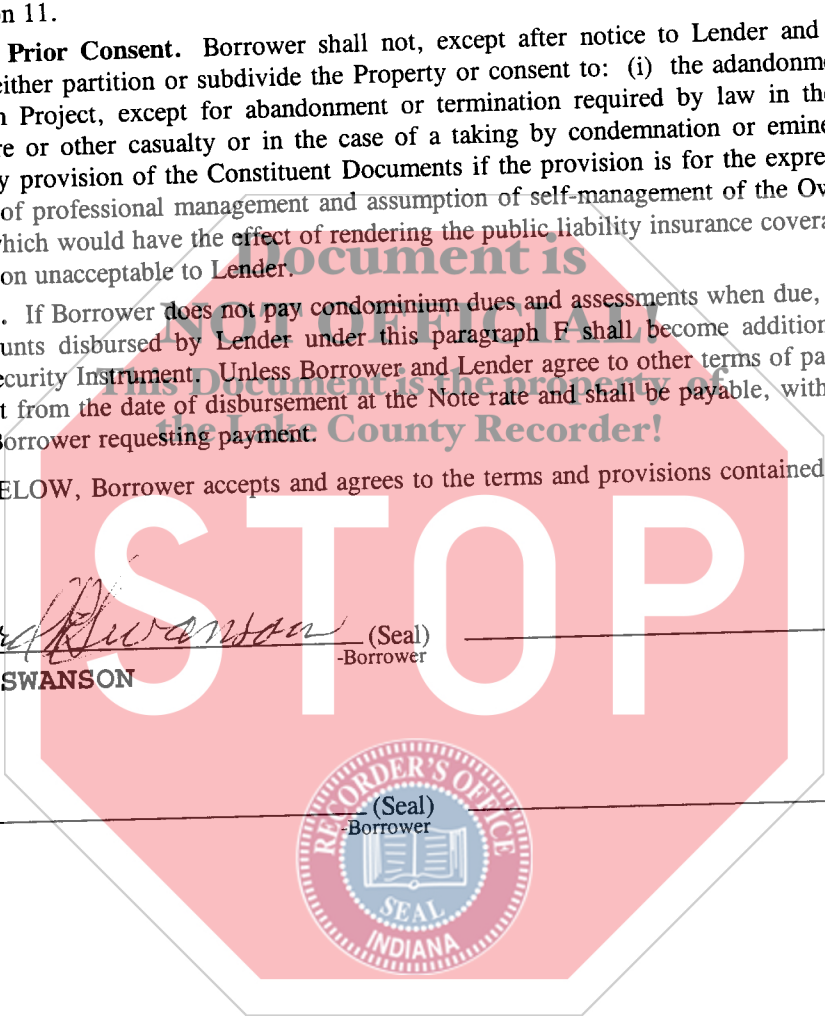 on 11.
Prior Consent. Borrower shall not, except after notice to Lender and
either partition or subdivide the Property or consent to: (i) the adandonme
n Project, except for abandonment or termination required by law in the
re or other casualty or in the case of a taking by condemnation or emine
y provision of the Constituent Documents if the provision is for the expre
of professional management and assumption of self-management of the Ow
which would have the effect of rendering the public liability insurance covera
on unacceptable to Lender.
Document is
. If Borrower does not pay condominium dues and assessments when due,
NOT OFFICIAL!
unts disbursed by Lender under this paragraph F shall become addition
ecurity Instrument. Unless Borrower and Lender agree to other terms of pa
This Document is the property of
t from the date of disbursement at the Note rate and shall be payable, with
Borrower requesting payment.
the Lake County Recorder!
ELOW, Borrower accepts and agrees to the terms and provisions contained
STOP
Swanson (Seal)
-Borrower
SWANSON
(Seal)
-Borrower
RECORDER'S OFFICE
SEAL
INDIANA